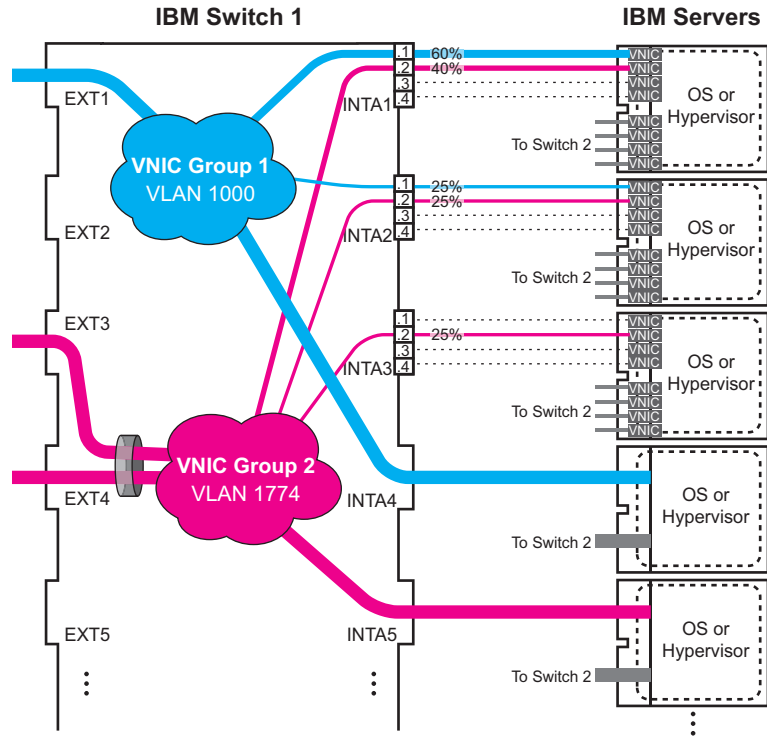 IBM Switch 1
IBM Servers
EXT1
VNIC Group 1
VLAN 1000
EXT2
EXT3
EXT4
VNIC Group 2
VLAN 1774
EXT5
INTA1
.1
.2
.3
.4
60%
40%
INTA2
.1
.2
.3
.4
25%
25%
INTA3
.1
.2
.3
.4
25%
INTA4
INTA5
VNIC
VNIC
VNIC
VNIC
OS or
Hypervisor
To Switch 2
VNIC
VNIC
VNIC
VNIC
VNIC
VNIC
VNIC
VNIC
OS or
Hypervisor
To Switch 2
VNIC
VNIC
VNIC
VNIC
VNIC
VNIC
VNIC
VNIC
OS or
Hypervisor
To Switch 2
VNIC
VNIC
VNIC
VNIC
OS or
Hypervisor
To Switch 2
OS or
Hypervisor
To Switch 2